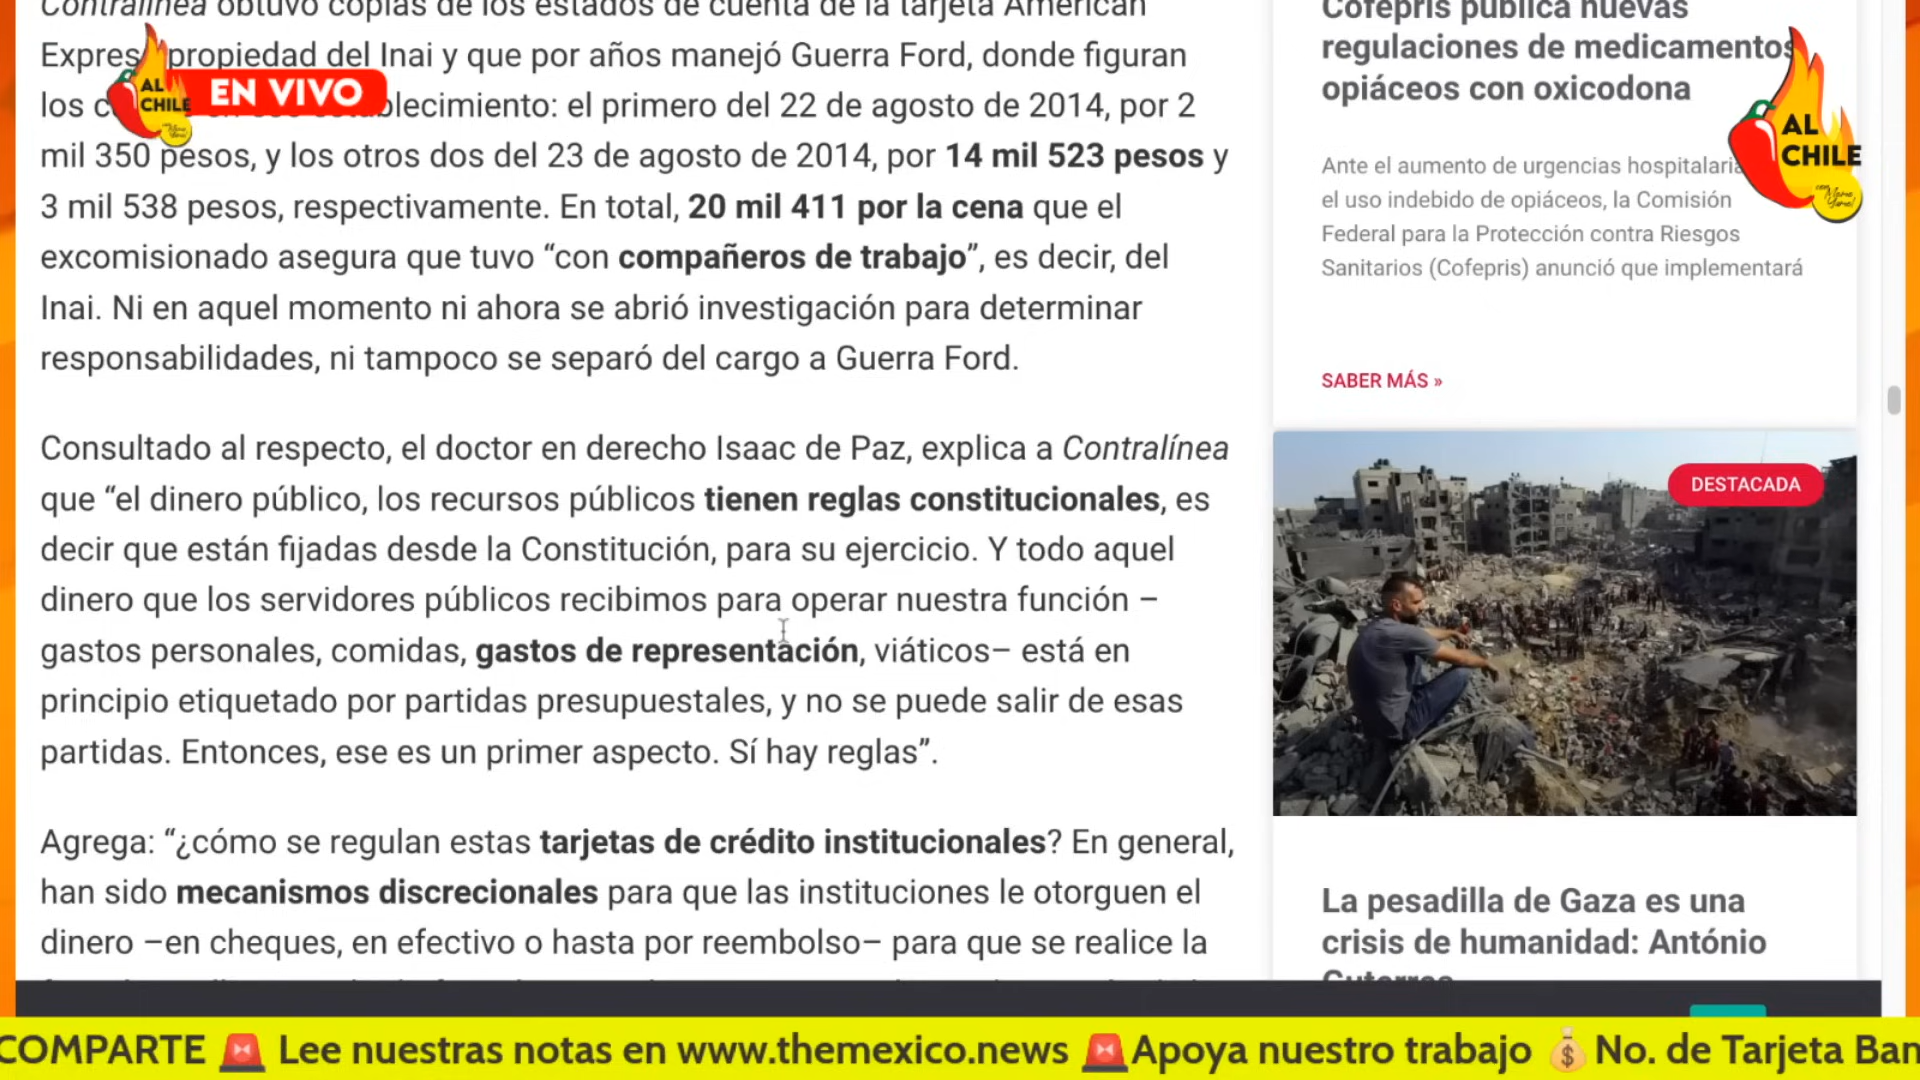 Contralínea obtuvo copias de los estados de cuenta de la tarjeta American
Express propiedad del Inai y que por años manejó Guerra Ford, donde figuran
los blecimiento: el primero del 22 de agosto de 2014, por 2
mil 350 pesos, y los otros dos del 23 de agosto de 2014, por 14 mil 523 pesos y
3 mil 538 pesos, respectivamente. En total, 20 mil 411 por la cena que el
excomisionado asegura que tuvo “con compañeros de trabajo”, es decir, del
Inai. Ni en aquel momento ni ahora se abrió investigación para determinar
responsabilidades, ni tampoco se separó del cargo a Guerra Ford.
Consultado al respecto, el doctor en derecho Isaac de Paz, explica a Contralínea
que “el dinero público, los recursos públicos tienen reglas constitucionales, es
decir que están fijadas desde la Constitución, para su ejercicio. Y todo aquel
dinero que los servidores públicos recibimos para operar nuestra función –
gastos personales, comidas, gastos de representación, viáticos– está en
principio etiquetado por partidas presupuestales, y no se puede salir de esas
partidas. Entonces, ese es un primer aspecto. Sí hay reglas”.
Agrega: “¿cómo se regulan estas tarjetas de crédito institucionales? En general,
han sido mecanismos discrecionales para que las instituciones le otorguen el
dinero –en cheques, en efectivo o hasta por reembolso– para que se realice la
AL
CHILE
EN VIVO
Cofepris publica nuevas
regulaciones de medicamentos
opiáceos con oxicodona
AL
CHILE
Ante el aumento de urgencias hospitalaria
el uso indebido de opiáceos, la Comisión
Federal para la Protección contra Riesgos
Sanitarios (Cofepris) anunció que implementará
SABER MÁS »
DESTACADA
La pesadilla de Gaza es una
crisis de humanidad: António
Guterres
COMPARTE 🚨 Lee nuestras notas en www.themexico.news 🚨Apoya nuestro trabajo 💰No. de Tarjeta Ban